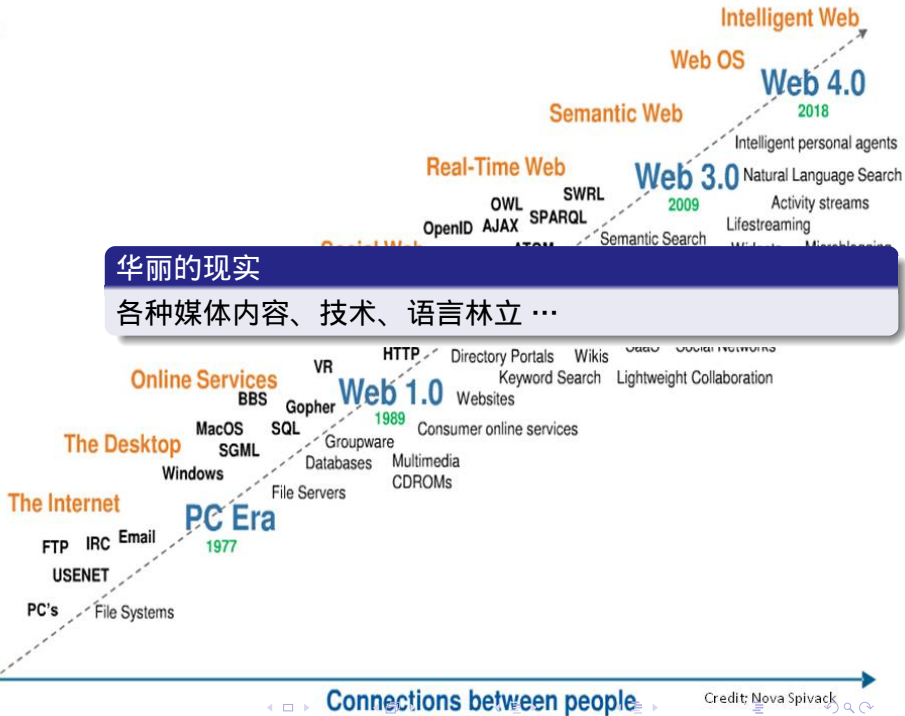 Intelligent Web
Web OS
Web 4.0
2018
Semantic Web
Intelligent personal agents
Real-Time Web
Web 3.0
Natural Language Search
SWRL
OWL
2009
Activity streams
OpenID
AJAX
SPARQL
Lifestreaming
Semantic Search
华丽的现实
各种媒体内容、技术、语言林立 …
HTTP
Directory Portals
Wikis
VR
Keyword Search
Lightweight Collaboration
Online Services
BBS
Web 1.0
Websites
Gopher
1989
MacOS
SQL
Consumer online services
The Desktop
SGML
Groupware
Windows
Databases
Multimedia
CDROMs
File Servers
The Internet
PC Era
FTP
IRC
Email
1977
USENET
PC's
File Systems
Connections between people
Credit: Nova Spivack